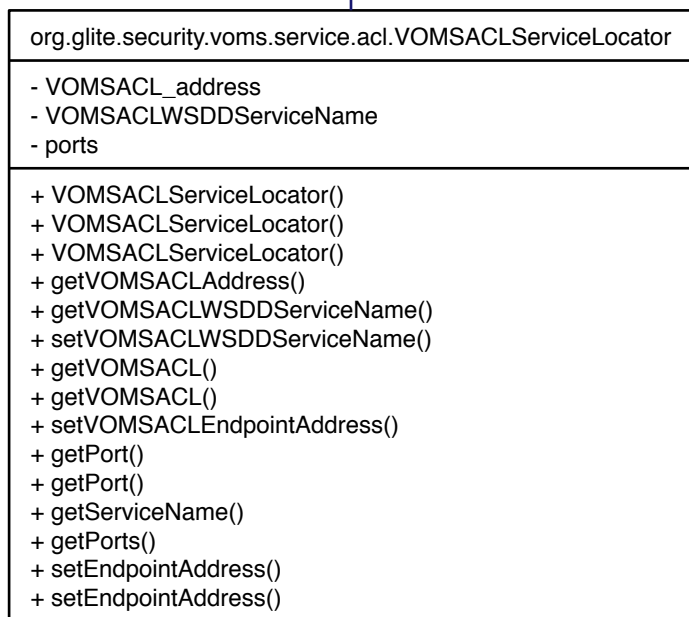 org.glite.security.voms.service.acl.VOMSACLServiceLocator
- VOMSACL_address
- VOMSACLWSDDServiceName
- ports
+ VOMSACLServiceLocator()
+ VOMSACLServiceLocator()
+ VOMSACLServiceLocator()
+ getVOMSACLAddress()
+ getVOMSACLWSDDServiceName()
+ setVOMSACLWSDDServiceName()
+ getVOMSACL()
+ getVOMSACL()
+ setVOMSACLEndpointAddress()
+ getPort()
+ getPort()
+ getServiceName()
+ getPorts()
+ setEndpointAddress()
+ setEndpointAddress()